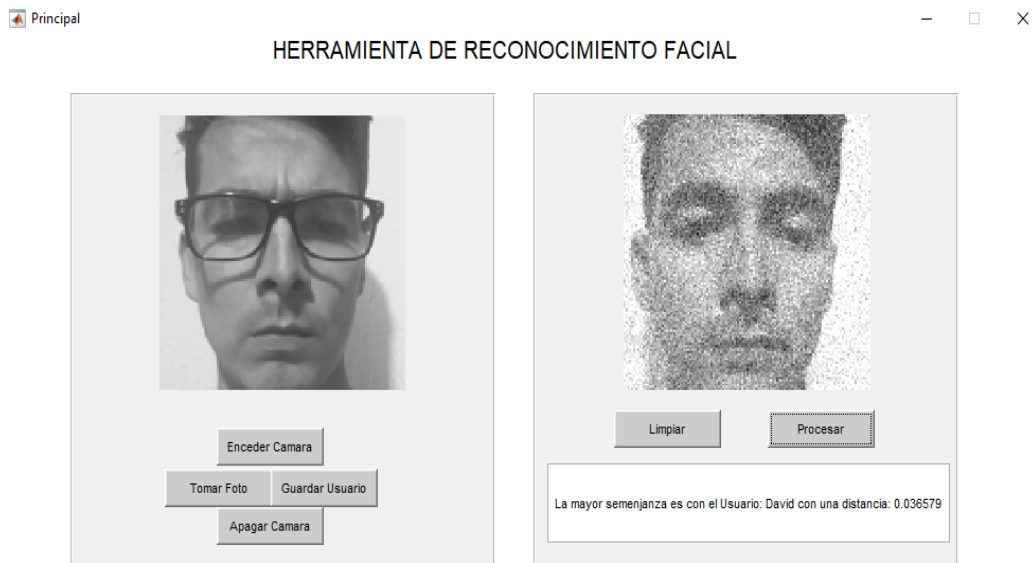 Principal
HERRAMIENTA DE RECONOCIMIENTO FACIAL
Enceder Camara
Tomar Foto
Guardar Usuario
Apagar Camara
Limpiar
Procesar
La mayor semenjanza es con el Usuario: David con una distancia: 0.036579